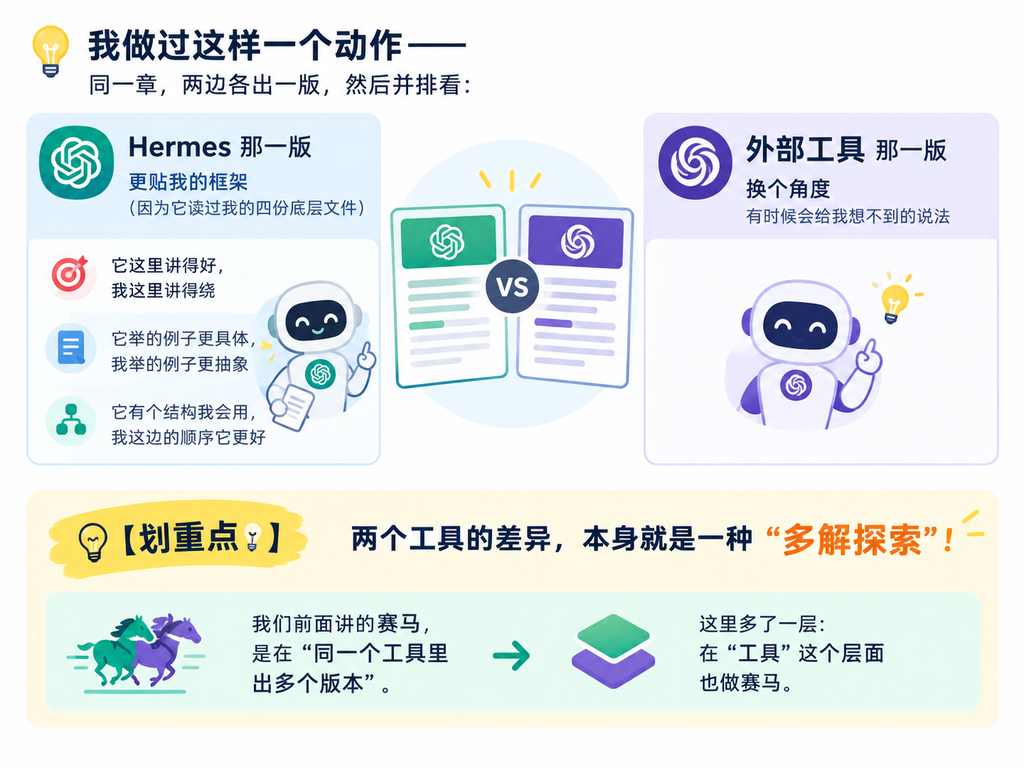 我做过这样一个动作——
同一章，两边各出一版，然后并排看：
Hermes 那一版
更贴我的框架
（因为它读过我的四份底层文件）
它这里讲得好，
我这里讲得绕
它举的例子更具体，
我举的例子更抽象
它有个结构我会用，
我这边的顺序它更好
VS
外部工具 那一版
换个角度
有时候会给我想不到的说法
【划重点】
两个工具的差异，本身就是一种“多解探索”！
我们前面讲的赛马，
是在“同一个工具里
出多个版本”。
这里多了一层：
在“工具”这个层面
也做赛马。